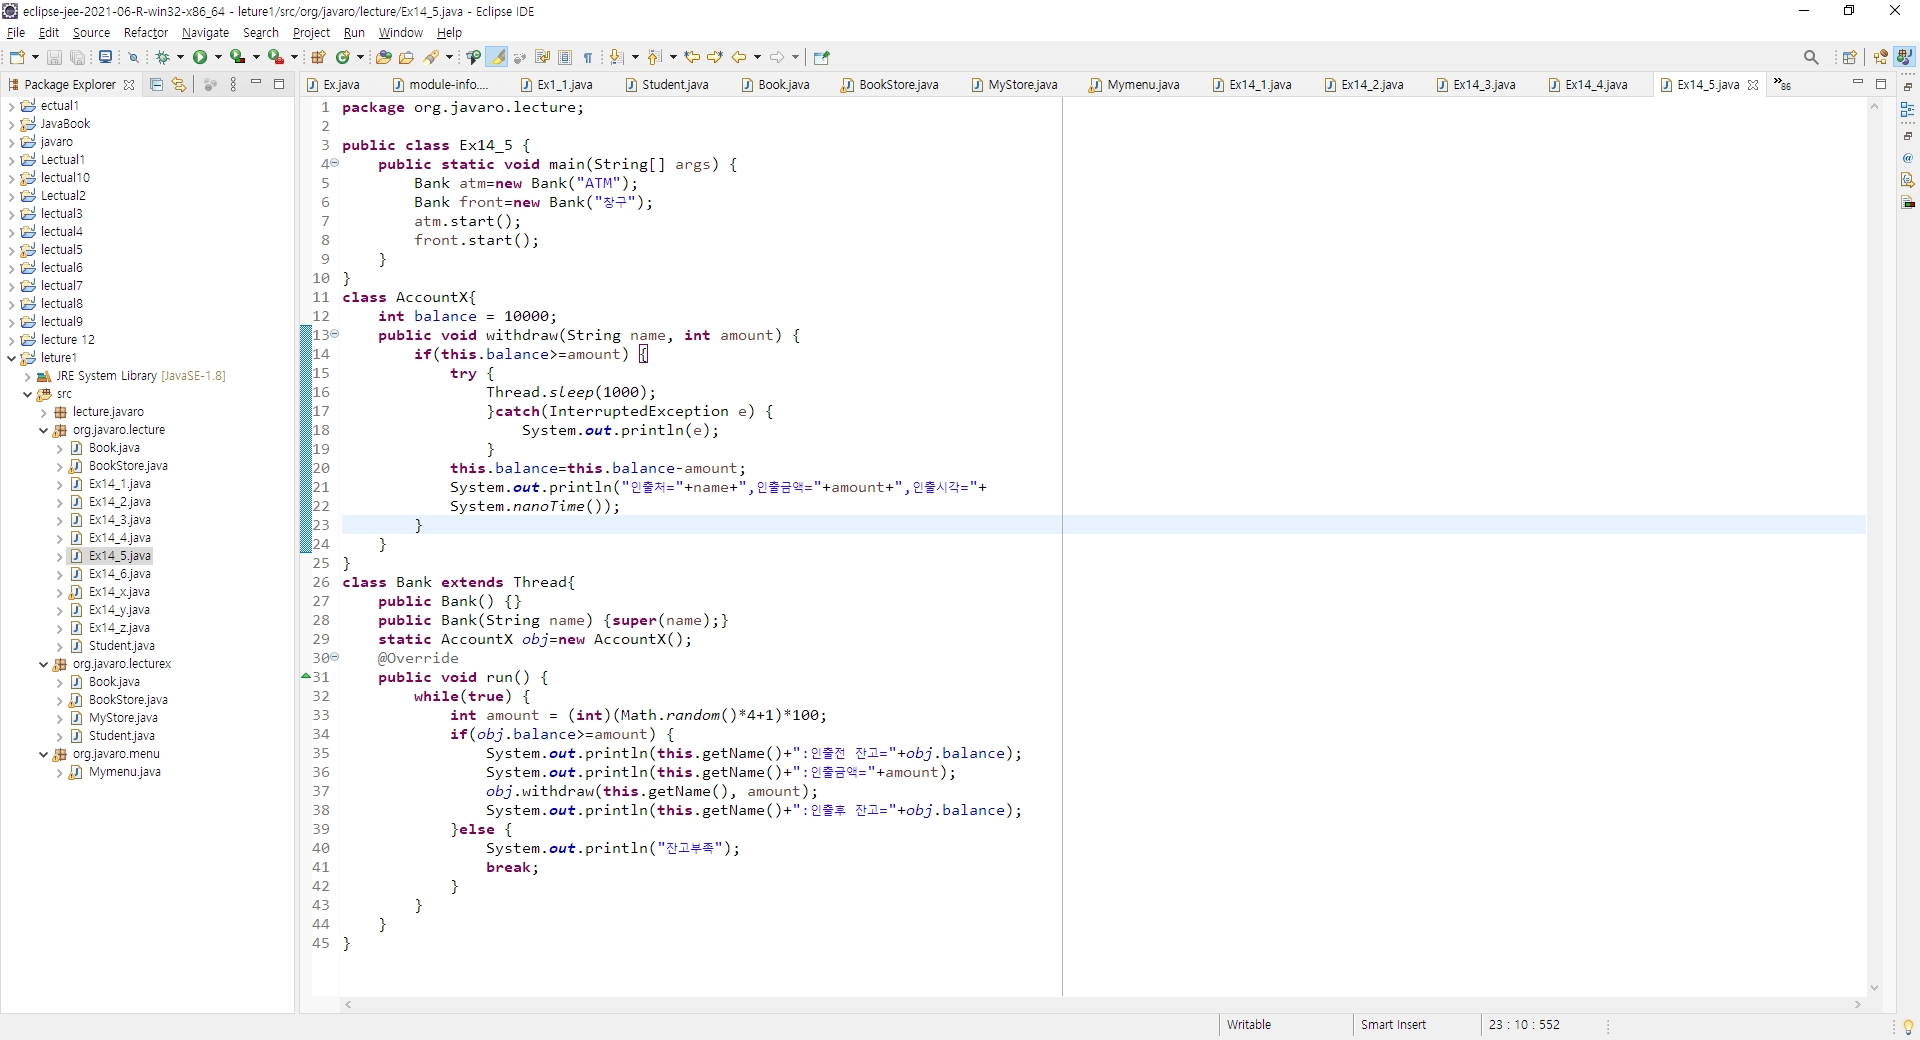 eclipse-jee-2021-06-R-win32-x86_64 - leture1/src/org/javaro/lecture/Ex14_5.java - Eclipse IDE
File Edit Source Refactor Navigate Search Project Run Window Help
Package Explorer
Ex.java module-info.... Ex1_1.java Student.java Book.java BookStore.java MyStore.java Mymenu.java Ex14_1.java Ex14_2.java Ex14_3.java Ex14_4.java Ex14_5.java »86
ectual1
JavaBook
javaro
Lectual1
lectual10
Lectual2
lectual3
lectual4
lectual5
lectual6
lectual7
lectual8
lectual9
lecture 12
leture1
JRE System Library [JavaSE-1.8]
src
lecture.javaro
org.javaro.lecture
Book.java
BookStore.java
Ex14_1.java
Ex14_2.java
Ex14_3.java
Ex14_4.java
Ex14_5.java
Ex14_6.java
Ex14_x.java
Ex14_y.java
Ex14_z.java
Student.java
org.javaro.lecturex
Book.java
BookStore.java
MyStore.java
Student.java
org.javaro.menu
Mymenu.java
1 package org.javaro.lecture;
2
3 public class Ex14_5 {
4 public static void main(String[] args) {
5 Bank atm=new Bank("ATM");
6 Bank front=new Bank("창구");
7 atm.start();
8 front.start();
9 }
10 }
11 class AccountX{
12 int balance = 10000;
13 public void withdraw(String name, int amount) {
14 if(this.balance>=amount) {
15 try {
16 Thread.sleep(1000);
17 }catch(InterruptedException e) {
18 System.out.println(e);
19 }
20 this.balance=this.balance-amount;
21 System.out.println("인출처="+name+",인출금액="+amount+",인출시각="+
22 System.nanoTime());
23 }
24 }
25 }
26 class Bank extends Thread{
27 public Bank() {}
28 public Bank(String name) {super(name);}
29 static AccountX obj=new AccountX();
30 @Override
31 public void run() {
32 while(true) {
33 int amount = (int)(Math.random()*4+1)*100;
34 if(obj.balance>=amount) {
35 System.out.println(this.getName()+":인출전 잔고="+obj.balance);
36 System.out.println(this.getName()+":인출금액="+amount);
37 obj.withdraw(this.getName(), amount);
38 System.out.println(this.getName()+":인출후 잔고="+obj.balance);
39 }else {
40 System.out.println("잔고부족");
41 break;
42 }
43 }
44 }
45 }
Writable Smart Insert 23 : 10 : 552